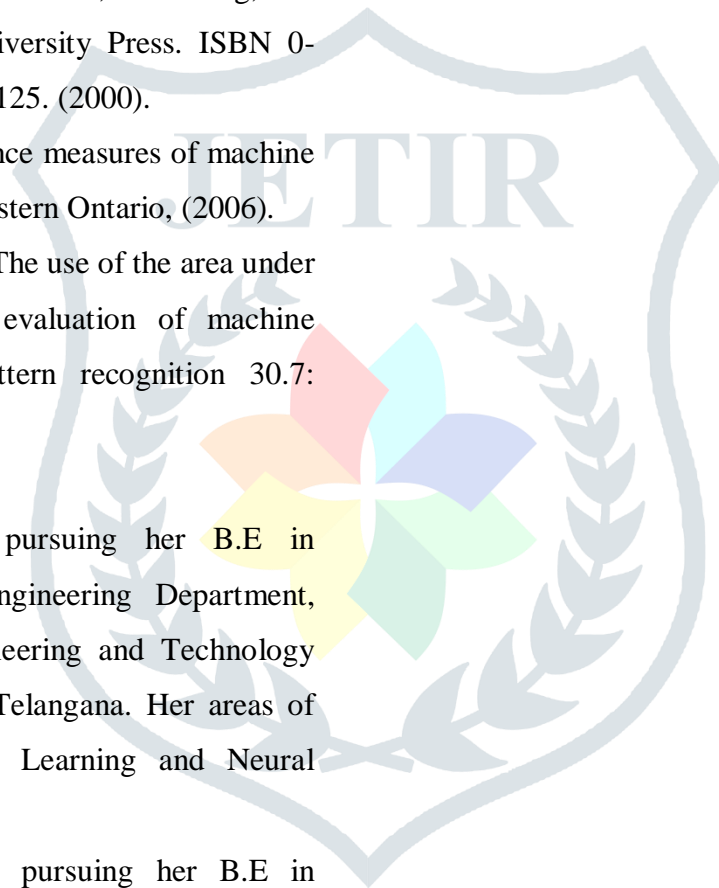 iversity Press. ISBN 0-
125. (2000).
nce measures of machine
stern Ontario, (2006).
The use of the area under
evaluation of machine
ttern recognition 30.7:
pursuing her B.E in
ngineering Department,
eering and Technology
Telangana. Her areas of
Learning and Neural
pursuing her B.E in
JETIR